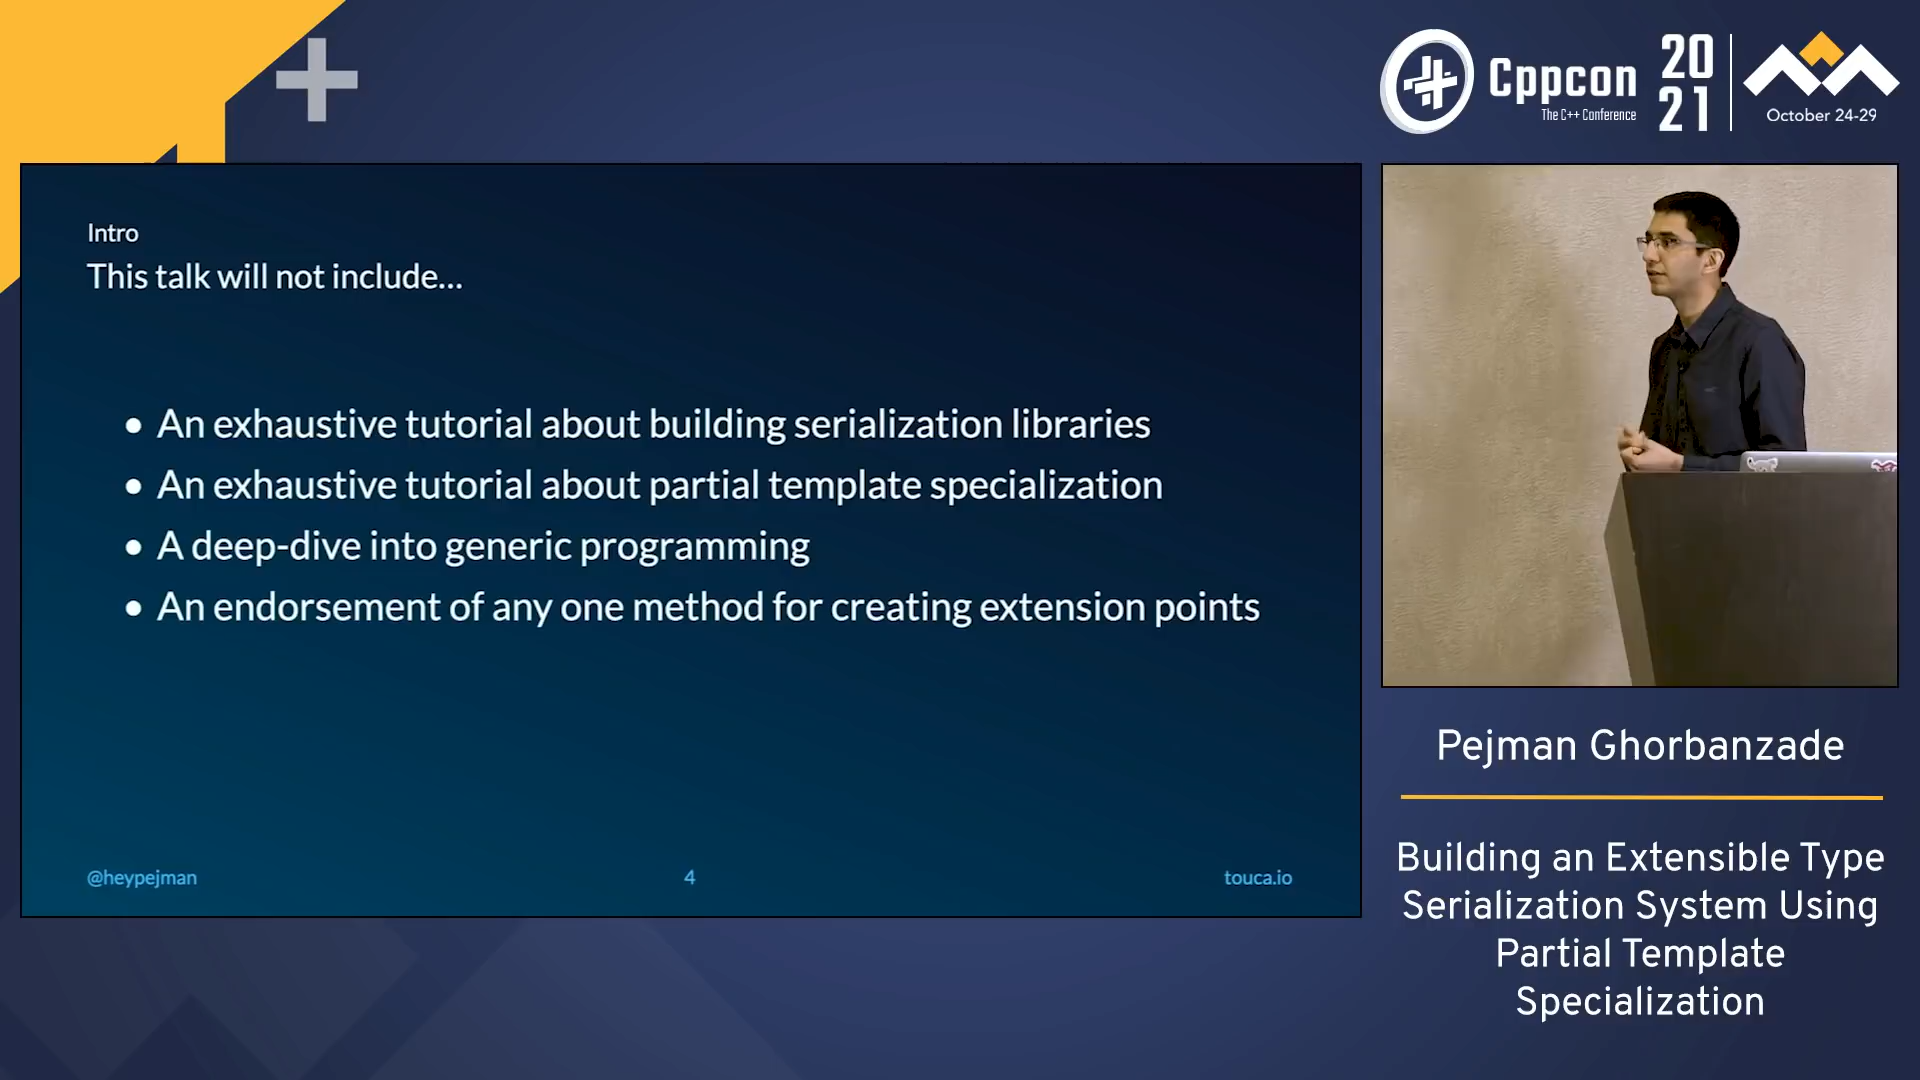 Cppcon
The C++ Conference
20
21
October 24-29
Intro
This talk will not include...
• An exhaustive tutorial about building serialization libraries
• An exhaustive tutorial about partial template specialization
• A deep-dive into generic programming
• An endorsement of any one method for creating extension points
@heypejman
4
touca.io
Pejman Ghorbanzade
Building an Extensible Type
Serialization System Using
Partial Template
Specialization